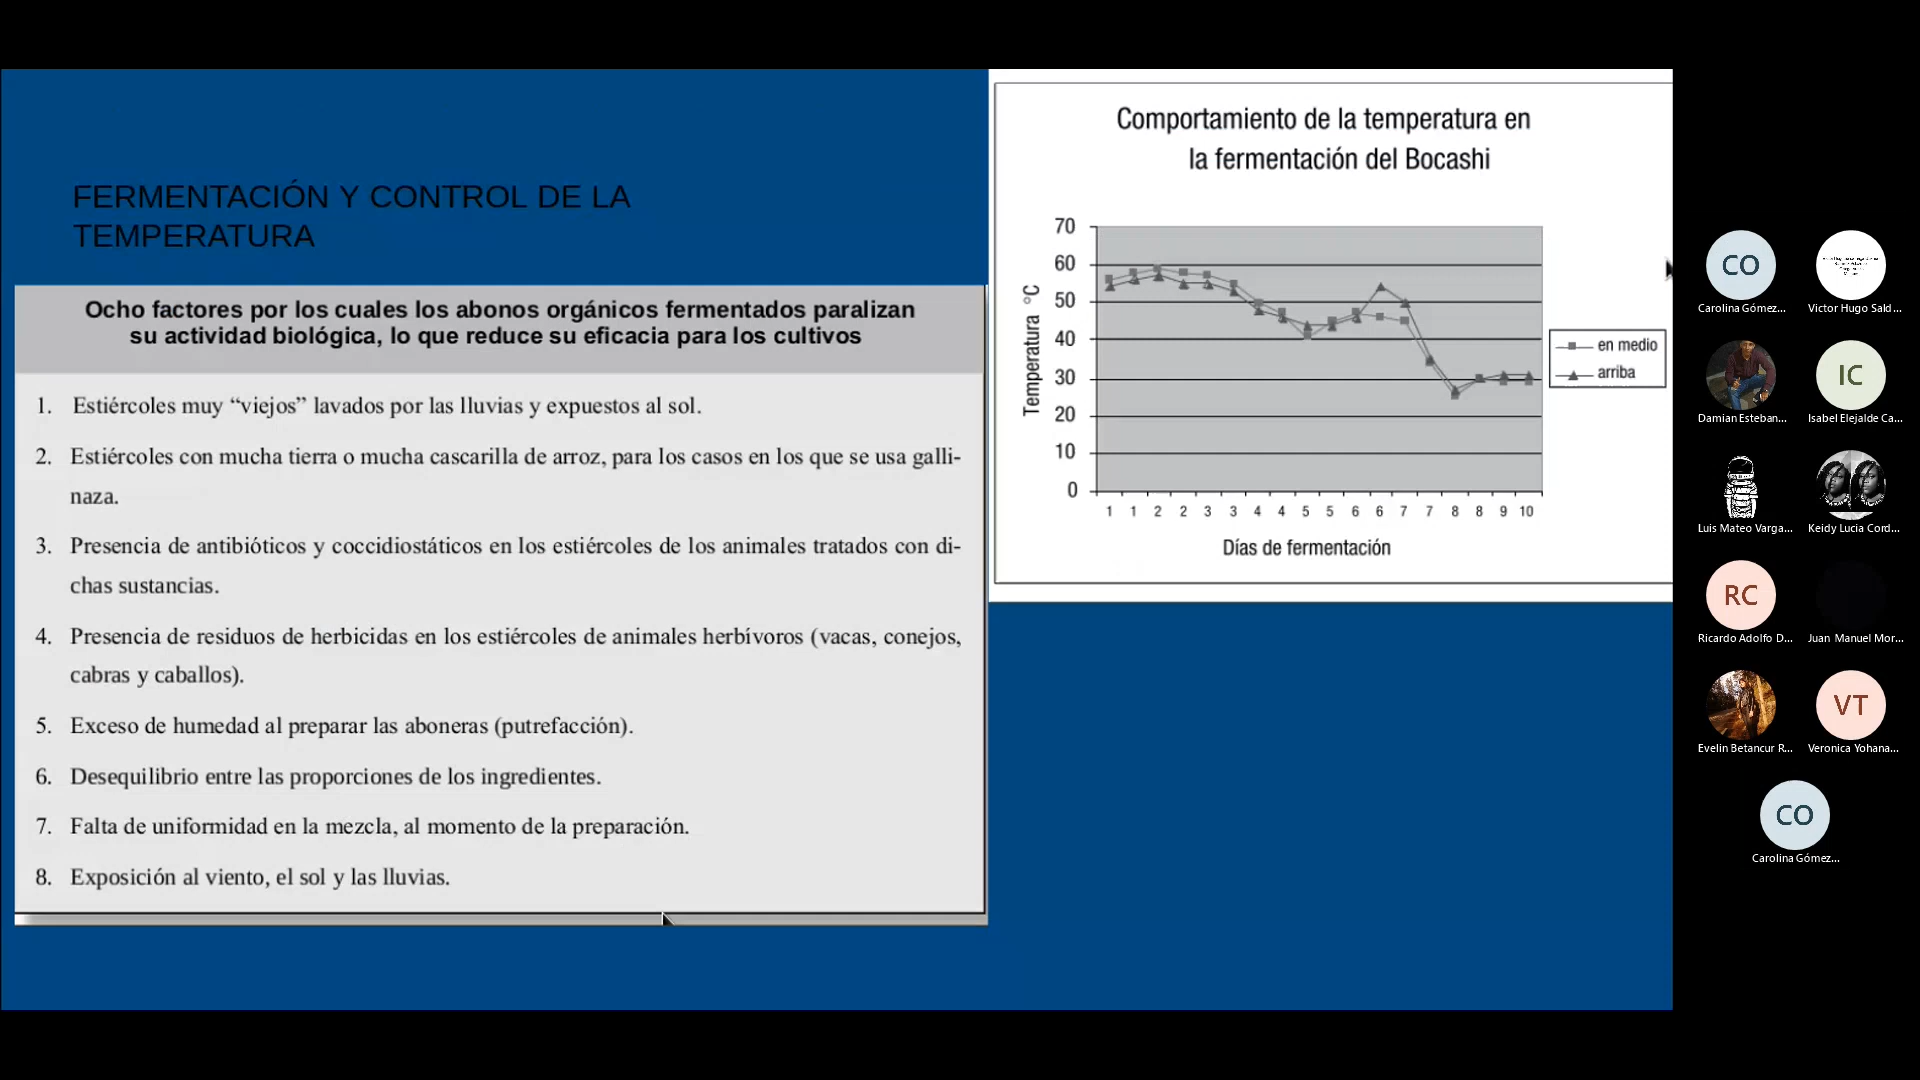 FERMENTACIÓN Y CONTROL DE LA
TEMPERATURA
Ocho factores por los cuales los abonos orgánicos fermentados paralizan
su actividad biológica, lo que reduce su eficacia para los cultivos
1. Estiércoles muy “viejos” lavados por las lluvias y expuestos al sol.
2. Estiércoles con mucha tierra o mucha cascarilla de arroz, para los casos en los que se usa galli-
naza.
3. Presencia de antibióticos y coccidiostáticos en los estiércoles de los animales tratados con di-
chas sustancias.
4. Presencia de residuos de herbicidas en los estiércoles de animales herbívoros (vacas, conejos,
cabras y caballos).
5. Exceso de humedad al preparar las aboneras (putrefacción).
6. Desequilibrio entre las proporciones de los ingredientes.
7. Falta de uniformidad en la mezcla, al momento de la preparación.
8. Exposición al viento, el sol y las lluvias.
Comportamiento de la temperatura en
la fermentación del Bocashi
Temperatura °C
70
60
50
40
30
20
10
0
1 1 2 2 3 3 4 4 5 5 6 6 7 7 8 8 9 10
Días de fermentación
en medio
arriba
CO
Carolina Gómez...
Victor Hugo Sald...
Damian Esteban...
IC
Isabel Elejalde Ca...
Luis Mateo Varga...
Keidy Lucia Cord...
RC
Ricardo Adolfo D...
Juan Manuel Mor...
Evelin Betancur R...
VT
Veronica Yohana...
CO
Carolina Gómez...